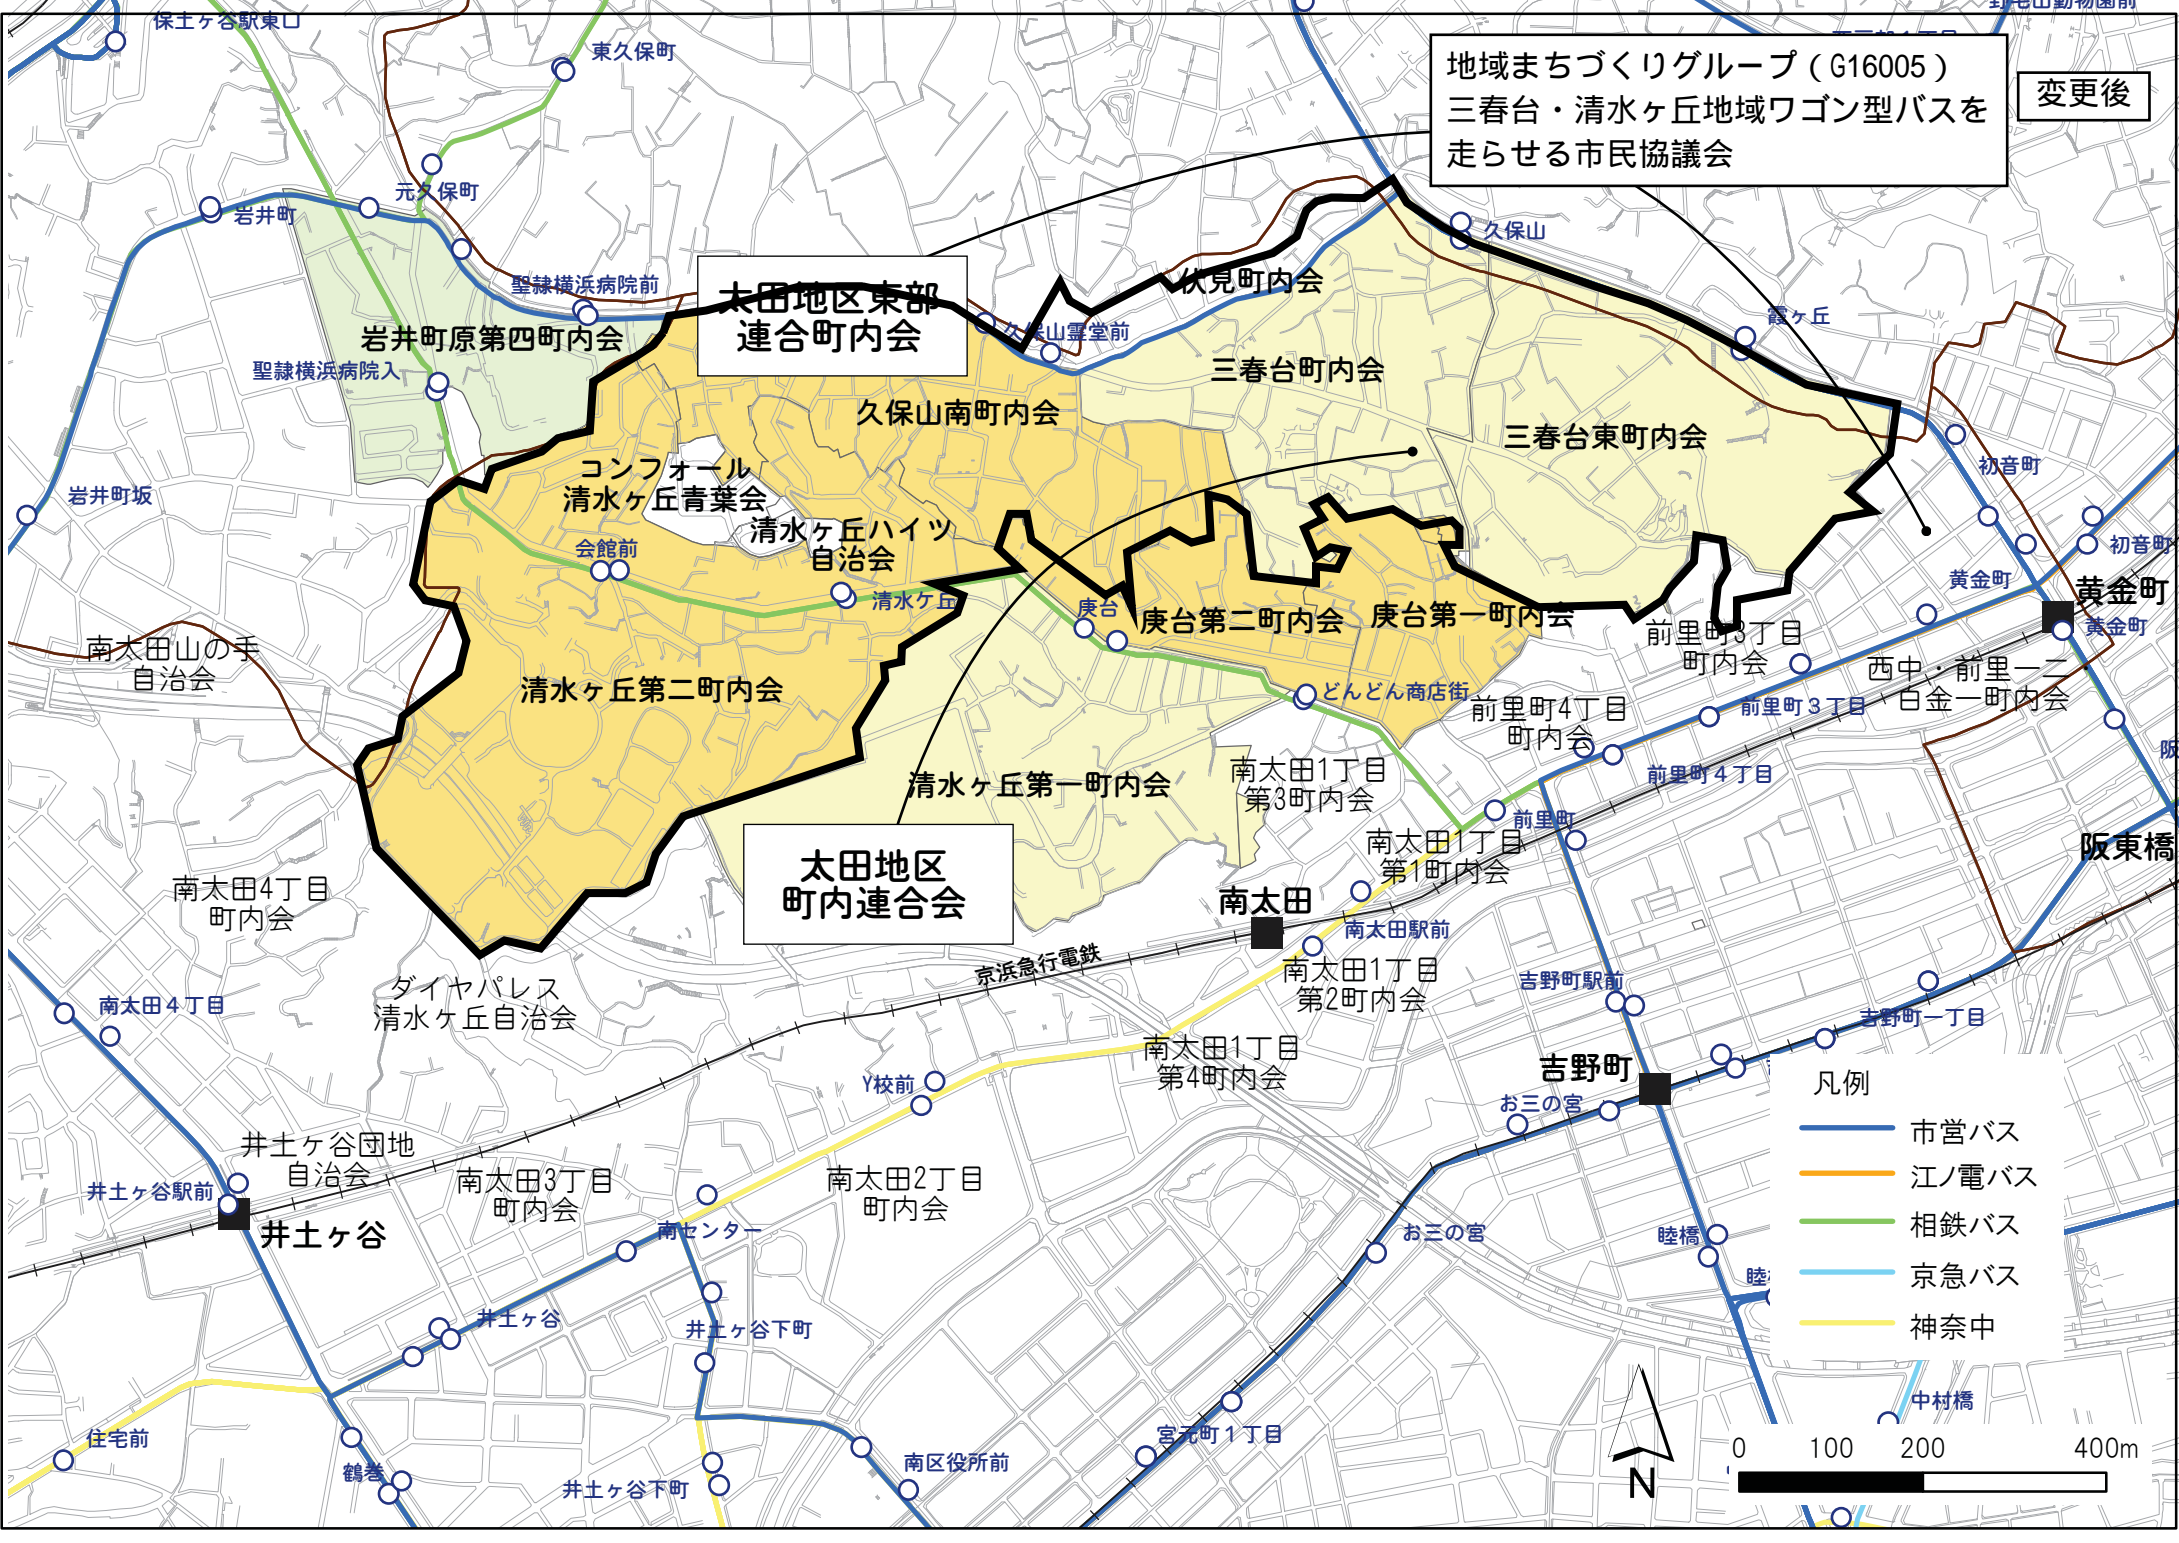 保土ヶ谷駅東口
東久保町
地域まちづくりグループ（G16005）
三春台・清水ヶ丘地域ワゴン型バスを
走らせる市民協議会
変更後
元久保町
岩井町
久保山
聖隷横浜病院前
伏見町内会
太田地区東部
連合町内会
久保山霊堂前
霞ヶ丘
岩井町原第四町内会
聖隷横浜病院入
三春台町内会
久保山南町内会
三春台東町内会
コンフォール
清水ヶ丘青葉会
初音町
岩井町坂
清水ヶ丘ハイツ
自治会
会館前
初音町
黄金町
黄金町
黄金町
清水ケ丘
庚台
庚台第二町内会
庚台第一町内会
前里町3丁目
町内会
南太田山の手
自治会
西中・前里一二・
白金一町内会
清水ヶ丘第二町内会
どんどん商店街
前里町4丁目
町内会
前里町３丁目
前里町４丁目
清水ヶ丘第一町内会
南太田1丁目
第3町内会
前里町
南太田1丁目
第1町内会
阪東橋
太田地区
町内連合会
南太田4丁目
町内会
南太田
南太田駅前
京浜急行電鉄
南太田1丁目
第2町内会
吉野町駅前
ダイヤパレス
清水ヶ丘自治会
南太田４丁目
吉野町一丁目
南太田1丁目
第4町内会
吉野町
Y校前
お三の宮
凡例
市営バス
江ノ電バス
相鉄バス
京急バス
神奈中
井土ヶ谷団地
自治会
井土ヶ谷駅前
井土ヶ谷
南太田3丁目
町内会
南太田2丁目
町内会
南センター
お三の宮
睦橋
井土ヶ谷
井土ヶ谷下町
中村橋
住宅前
鶴巻
井土ヶ谷下町
南区役所前
宮元町１丁目
N
0 100 200 400m